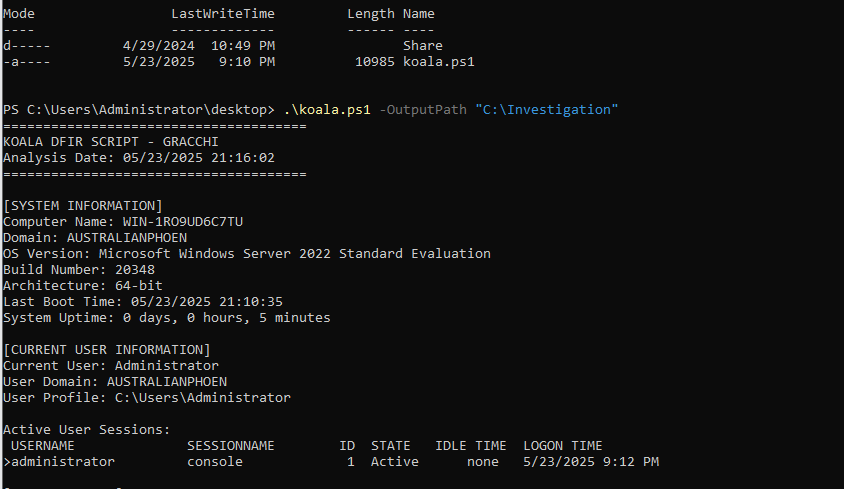 Mode                 LastWriteTime         Length Name
----                 -------------         ------ ----
d-----         4/29/2024  10:49 PM                Share
-a----         5/23/2025   9:10 PM          10985 koala.ps1
PS C:\Users\Administrator\desktop> .\koala.ps1 -OutputPath "C:\Investigation"
======================================
KOALA DFIR SCRIPT - GRACCHI
Analysis Date: 05/23/2025 21:16:02
======================================
[SYSTEM INFORMATION]
Computer Name: WIN-1RO9UD6C7TU
Domain: AUSTRALIANPHOEN
OS Version: Microsoft Windows Server 2022 Standard Evaluation
Build Number: 20348
Architecture: 64-bit
Last Boot Time: 05/23/2025 21:10:35
System Uptime: 0 days, 0 hours, 5 minutes
[CURRENT USER INFORMATION]
Current User: Administrator
User Domain: AUSTRALIANPHOEN
User Profile: C:\Users\Administrator
Active User Sessions:
 USERNAME              SESSIONNAME        ID  STATE   IDLE TIME  LOGON TIME
>administrator         console             1  Active      none   5/23/2025 9:12 PM